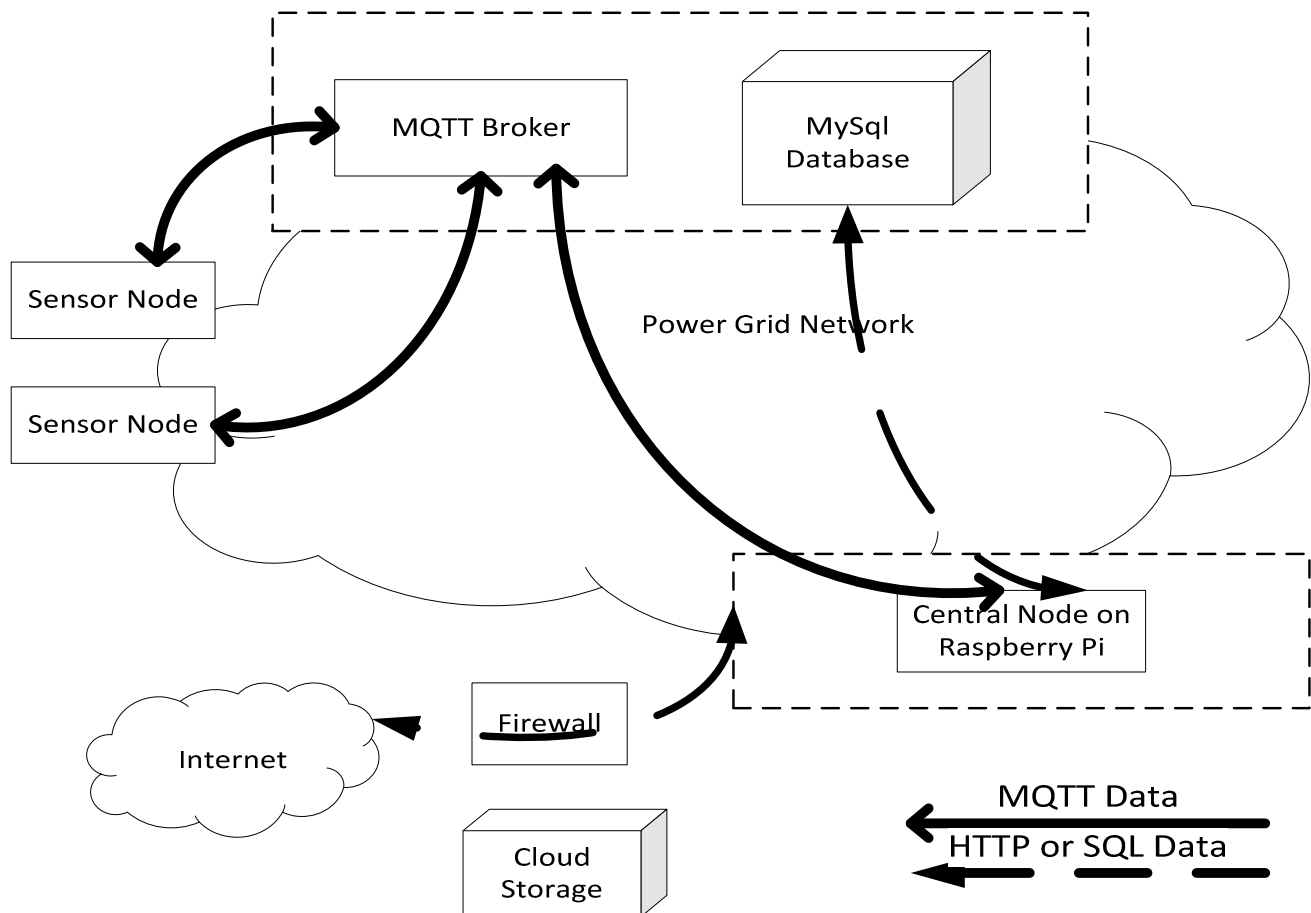 MQTT Broker
MySql
Database
Sensor Node
Power Grid Network
Sensor Node
Central Node on
Raspberry Pi
Firewall
Internet
MQTT Data
HTTP or SQL Data
Cloud
Storage